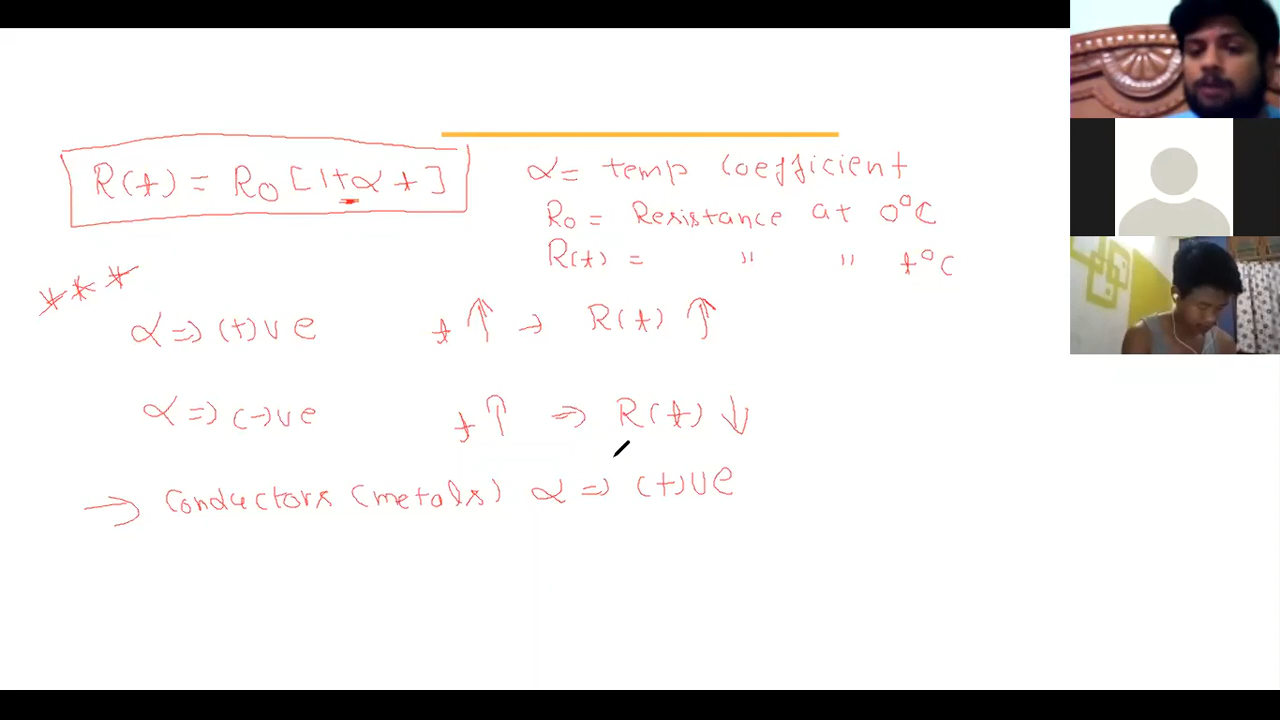 R(t) = R0 [1+α t]
α = temp coefficient
R0 = Resistance at 0°C
R(t) = " " t°C
***
α => (+)ve t↑ → R(t)↑
α => (-)ve t↑ => R(t)↓
→ Conductors (metals) α => (+)ve